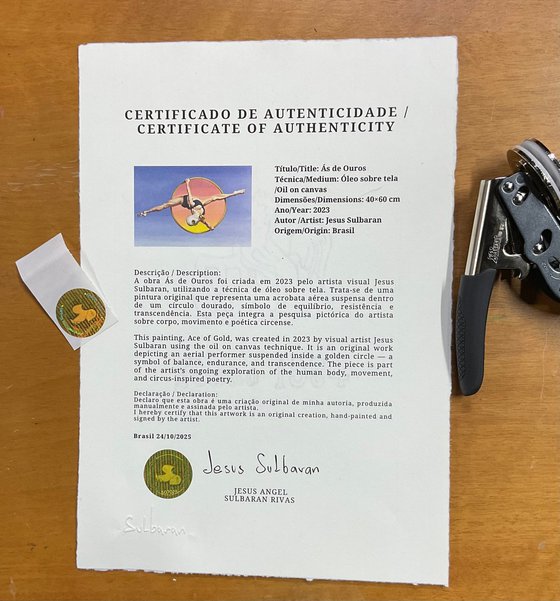 CERTIFICADO DE AUTENTICIDADE /
CERTIFICATE OF AUTHENTICITY
Título/Title: Ás de Ouros
Técnica/Medium: Óleo sobre tela
/Oil on canvas
Dimensões/Dimensions: 40×60 cm
Ano/Year: 2023
Autor /Artist: Jesus Sulbaran
Origem/Origin: Brasil
Descrição / Description:
A obra Ás de Ouros foi criada em 2023 pelo artista visual Jesus
Sulbaran, utilizando a técnica de óleo sobre tela. Trata-se de uma
pintura original que representa uma acrobata aérea suspensa dentro
de um círculo dourado, símbolo de equilíbrio, resistência e
transcendência. Esta peça integra a pesquisa pictórica do artista
sobre corpo, movimento e poética circense.
This painting, Ace of Gold, was created in 2023 by visual artist Jesus
Sulbaran using the oil on canvas technique. It is an original work
depicting an aerial performer suspended inside a golden circle — a
symbol of balance, endurance, and transcendence. The piece is part
of the artist's ongoing exploration of the human body, movement,
and circus-inspired poetry.
Declaração / Declaration:
Declaro que esta obra é uma criação original de minha autoria, produzida
manualmente e assinada pelo artista.
I hereby certify that this artwork is an original creation, hand-painted and
signed by the artist.
Brasil 24/10/2025
Jesus Sulbaran
JESUS ANGEL
SULBARAN RIVAS
Sulbaran